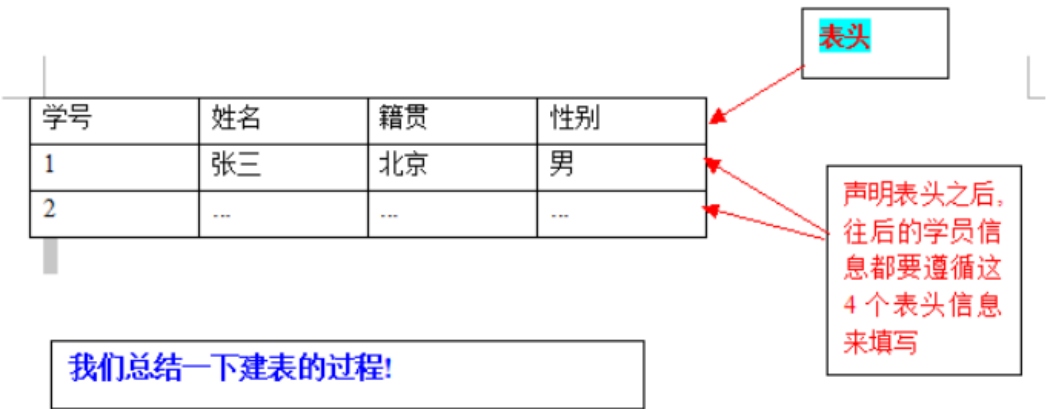 表头
学号 姓名 籍贯 性别
1 张三 北京 男
2 ... ... ...
声明表头之后,
往后的学员信
息都要遵循这
4 个表头信息
来填写
我们总结一下建表的过程!